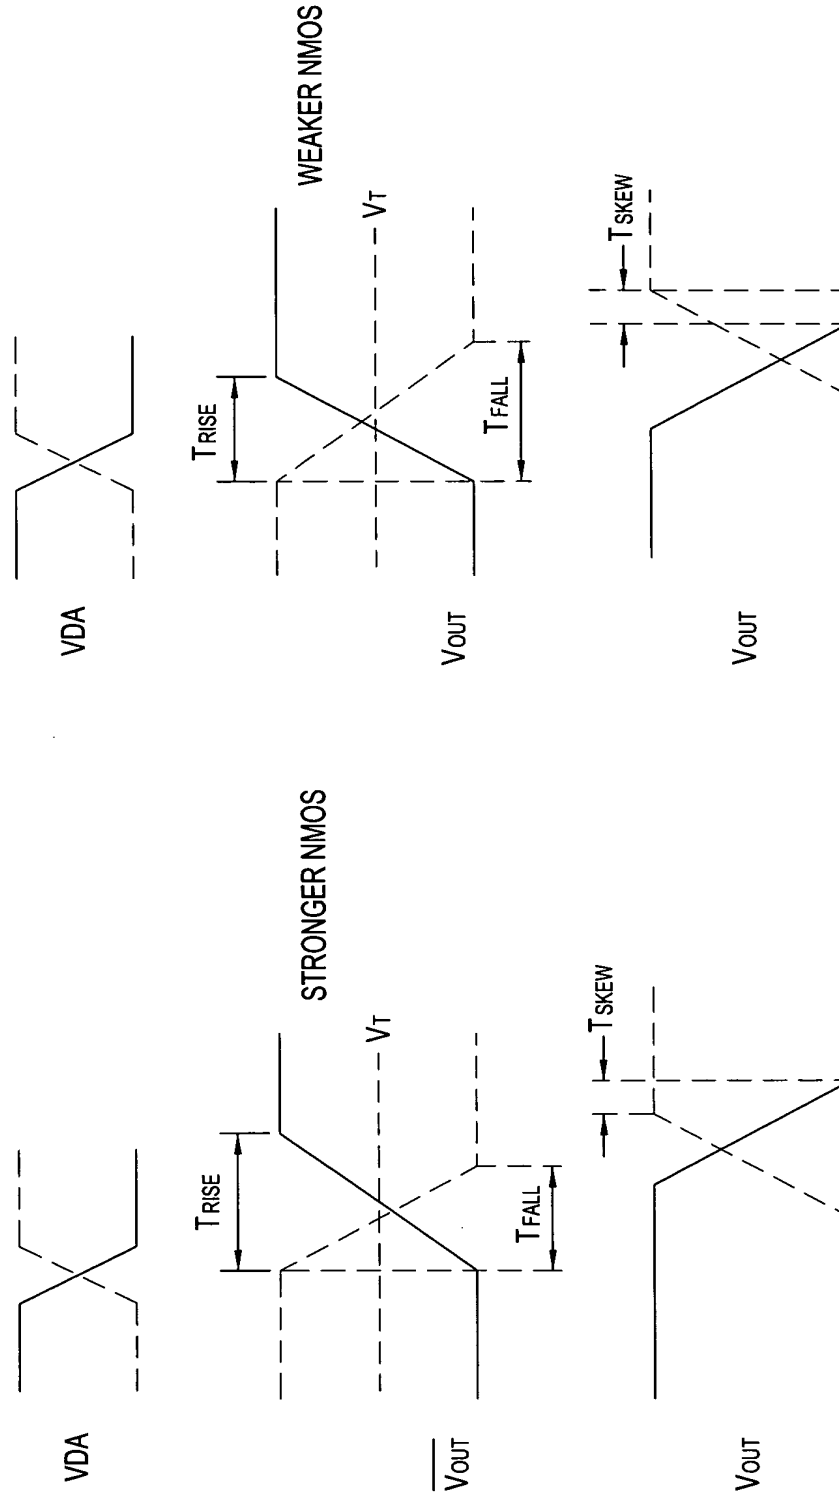 VDA
TRISE
STRONGER NMOS
VT
VOUT
TFALL
TSKEW
VOUT
VDA
TRISE
WEAKER NMOS
VT
VOUT
TFALL
TSKEW
VOUT